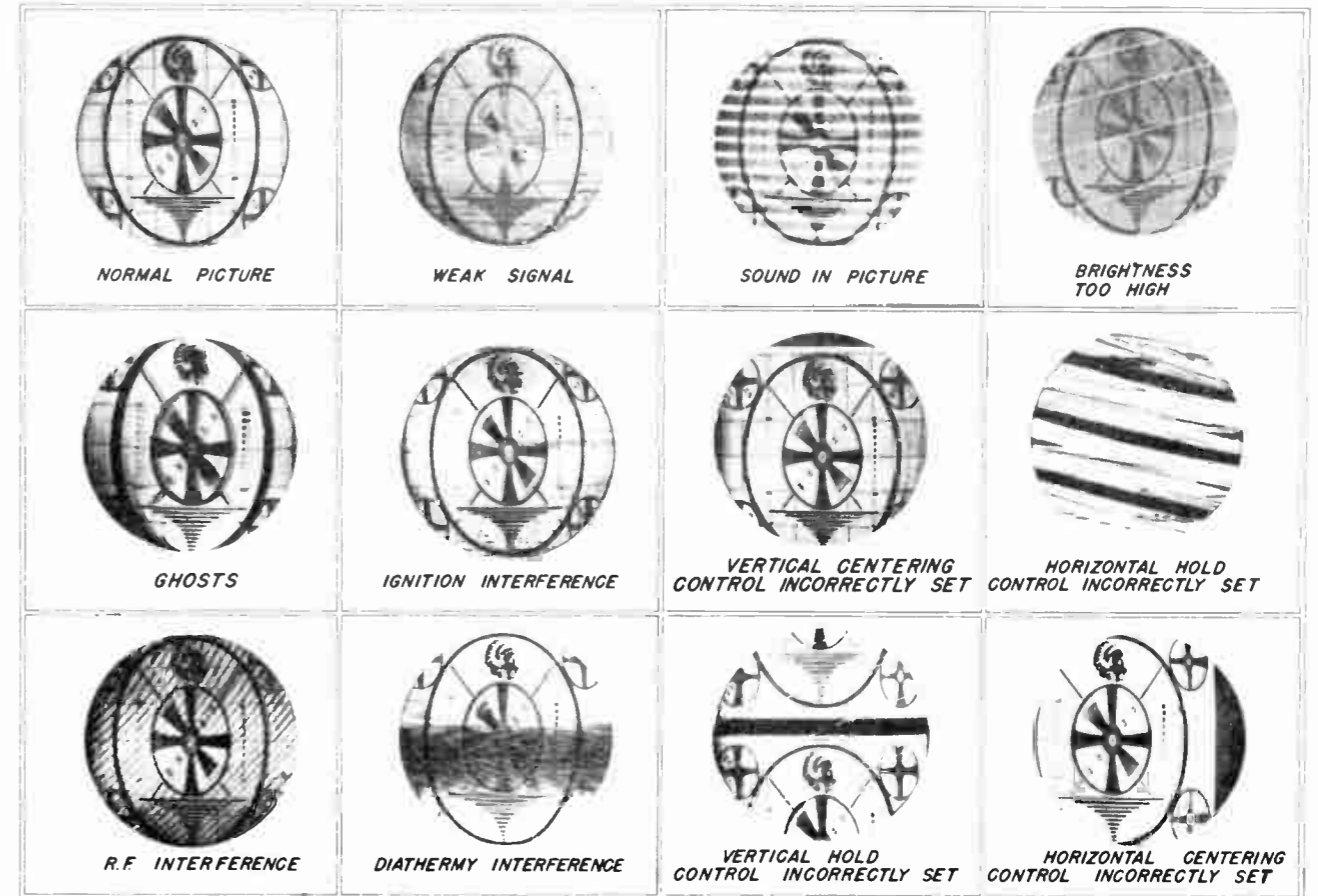 NORMAL PICTURE
WEAK SIGNAL
SOUND IN PICTURE
BRIGHTNESS
TOO HIGH
GHOSTS
IGNITION INTERFERENCE
VERTICAL CENTERING
CONTROL INCORRECTLY SET
HORIZONTAL HOLD
CONTROL INCORRECTLY SET
R.F. INTERFERENCE
DIATHERMY INTERFERENCE
VERTICAL HOLD
CONTROL INCORRECTLY SET
HORIZONTAL CENTERING
CONTROL INCORRECTLY SET